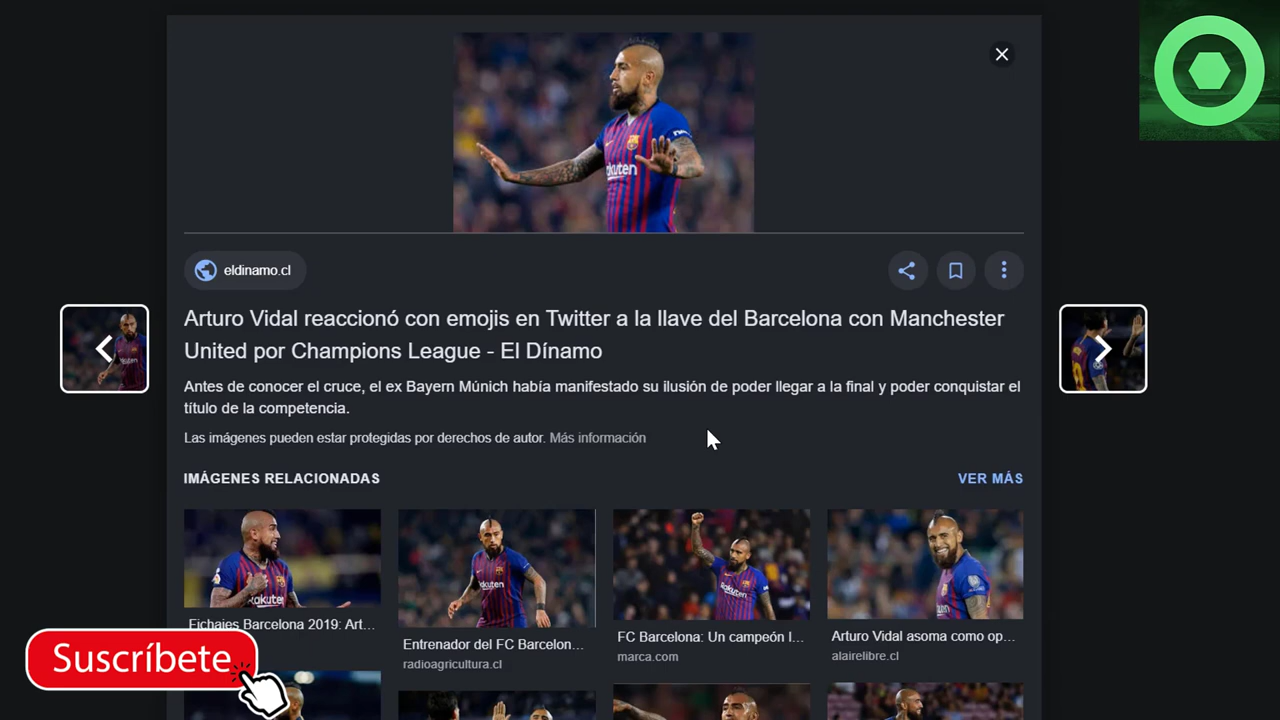 eldinamo.cl
Arturo Vidal reaccionó con emojis en Twitter a la llave del Barcelona con Manchester
United por Champions League - El Dínamo
Antes de conocer el cruce, el ex Bayern Múnich había manifestado su ilusión de poder llegar a la final y poder conquistar el
título de la competencia.
Las imágenes pueden estar protegidas por derechos de autor. Más información
IMÁGENES RELACIONADAS
VER MÁS
Fichajes Barcelona 2019: Art...
Entrenador del FC Barcelon...
radioagricultura.cl
FC Barcelona: Un campeón l...
marca.com
Arturo Vidal asoma como op...
alairelibre.cl
Suscríbete